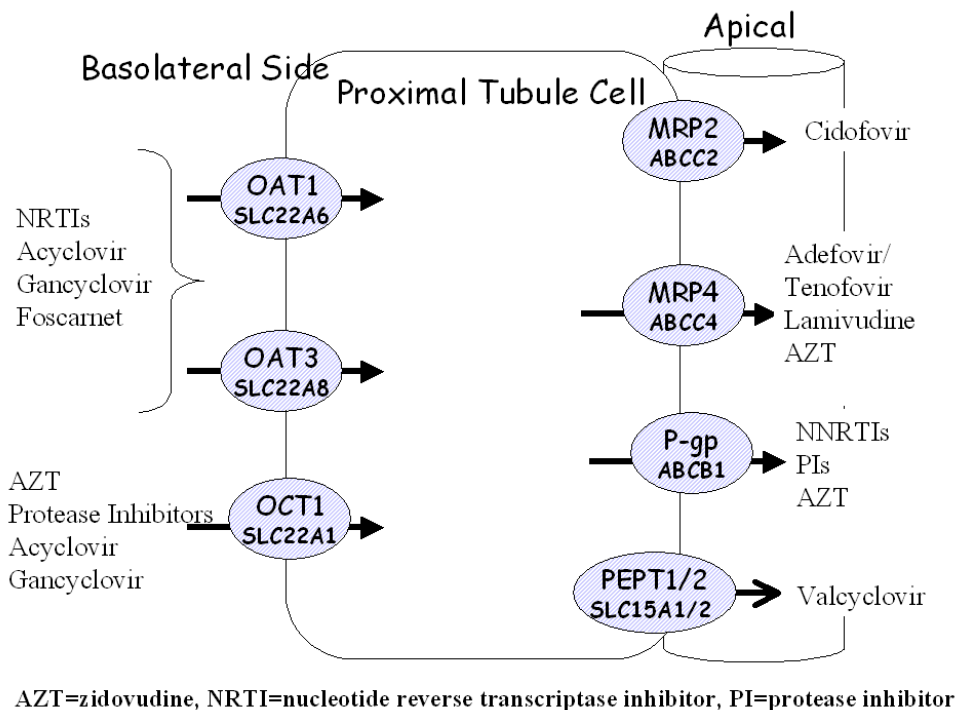 Apical
Basolateral Side
Proximal Tubule Cell
MRP2
ABCC2
Cidofovir
OAT1
SLC22A6
NRTIs
Acyclovir
Gancyclovir
Foscarnet
MRP4
ABCC4
Adefovir/
Tenofovir
Lamivudine
AZT
OAT3
SLC22A8
P-gp
ABCB1
NNRTIs
PIs
AZT
AZT
Protease Inhibitors
Acyclovir
Gancyclovir
OCT1
SLC22A1
PEPT1/2
SLC15A1/2
Valcyclovir
AZT=zidovudine, NRTI=nucleotide reverse transcriptase inhibitor, PI=protease inhibitor